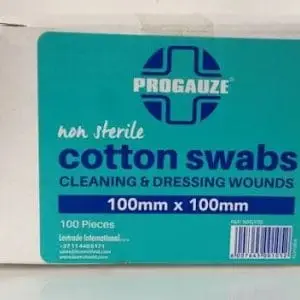 PROGAUZE®
non sterile
cotton swabs
CLEANING & DRESSING WOUNDS
100mm x 100mm
100 Pieces